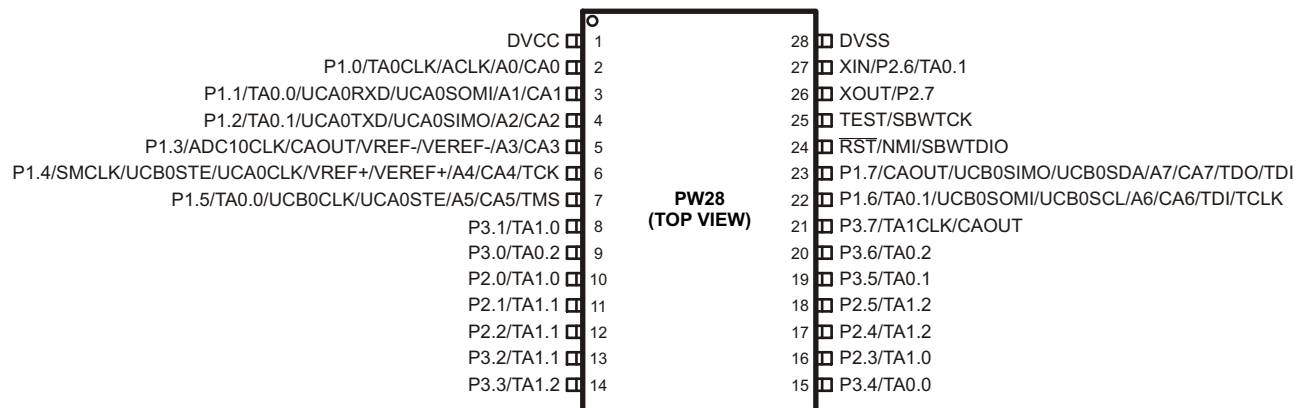 DVCC 1 28 DVSS
P1.0/TA0CLK/ACLK/A0/CA0 2 27 XIN/P2.6/TA0.1
P1.1/TA0.0/UCA0RXD/UCA0SOMI/A1/CA1 3 26 XOUT/P2.7
P1.2/TA0.1/UCA0TXD/UCA0SIMO/A2/CA2 4 25 TEST/SBWTCK
P1.3/ADC10CLK/CAOUT/VREF-/VEREF-/A3/CA3 5 24 RST/NMI/SBWTDIO
P1.4/SMCLK/UCB0STE/UCA0CLK/VREF+/VEREF+/A4/CA4/TCK 6 23 P1.7/CAOUT/UCB0SIMO/UCB0SDA/A7/CA7/TDO/TDI
P1.5/TA0.0/UCB0CLK/UCA0STE/A5/CA5/TMS 7 PW28 22 P1.6/TA0.1/UCB0SOMI/UCB0SCL/A6/CA6/TDI/TCLK
P3.1/TA1.0 8 (TOP VIEW) 21 P3.7/TA1CLK/CAOUT
P3.0/TA0.2 9 20 P3.6/TA0.2
P2.0/TA1.0 10 19 P3.5/TA0.1
P2.1/TA1.1 11 18 P2.5/TA1.2
P2.2/TA1.1 12 17 P2.4/TA1.2
P3.2/TA1.1 13 16 P2.3/TA1.0
P3.3/TA1.2 14 15 P3.4/TA0.0